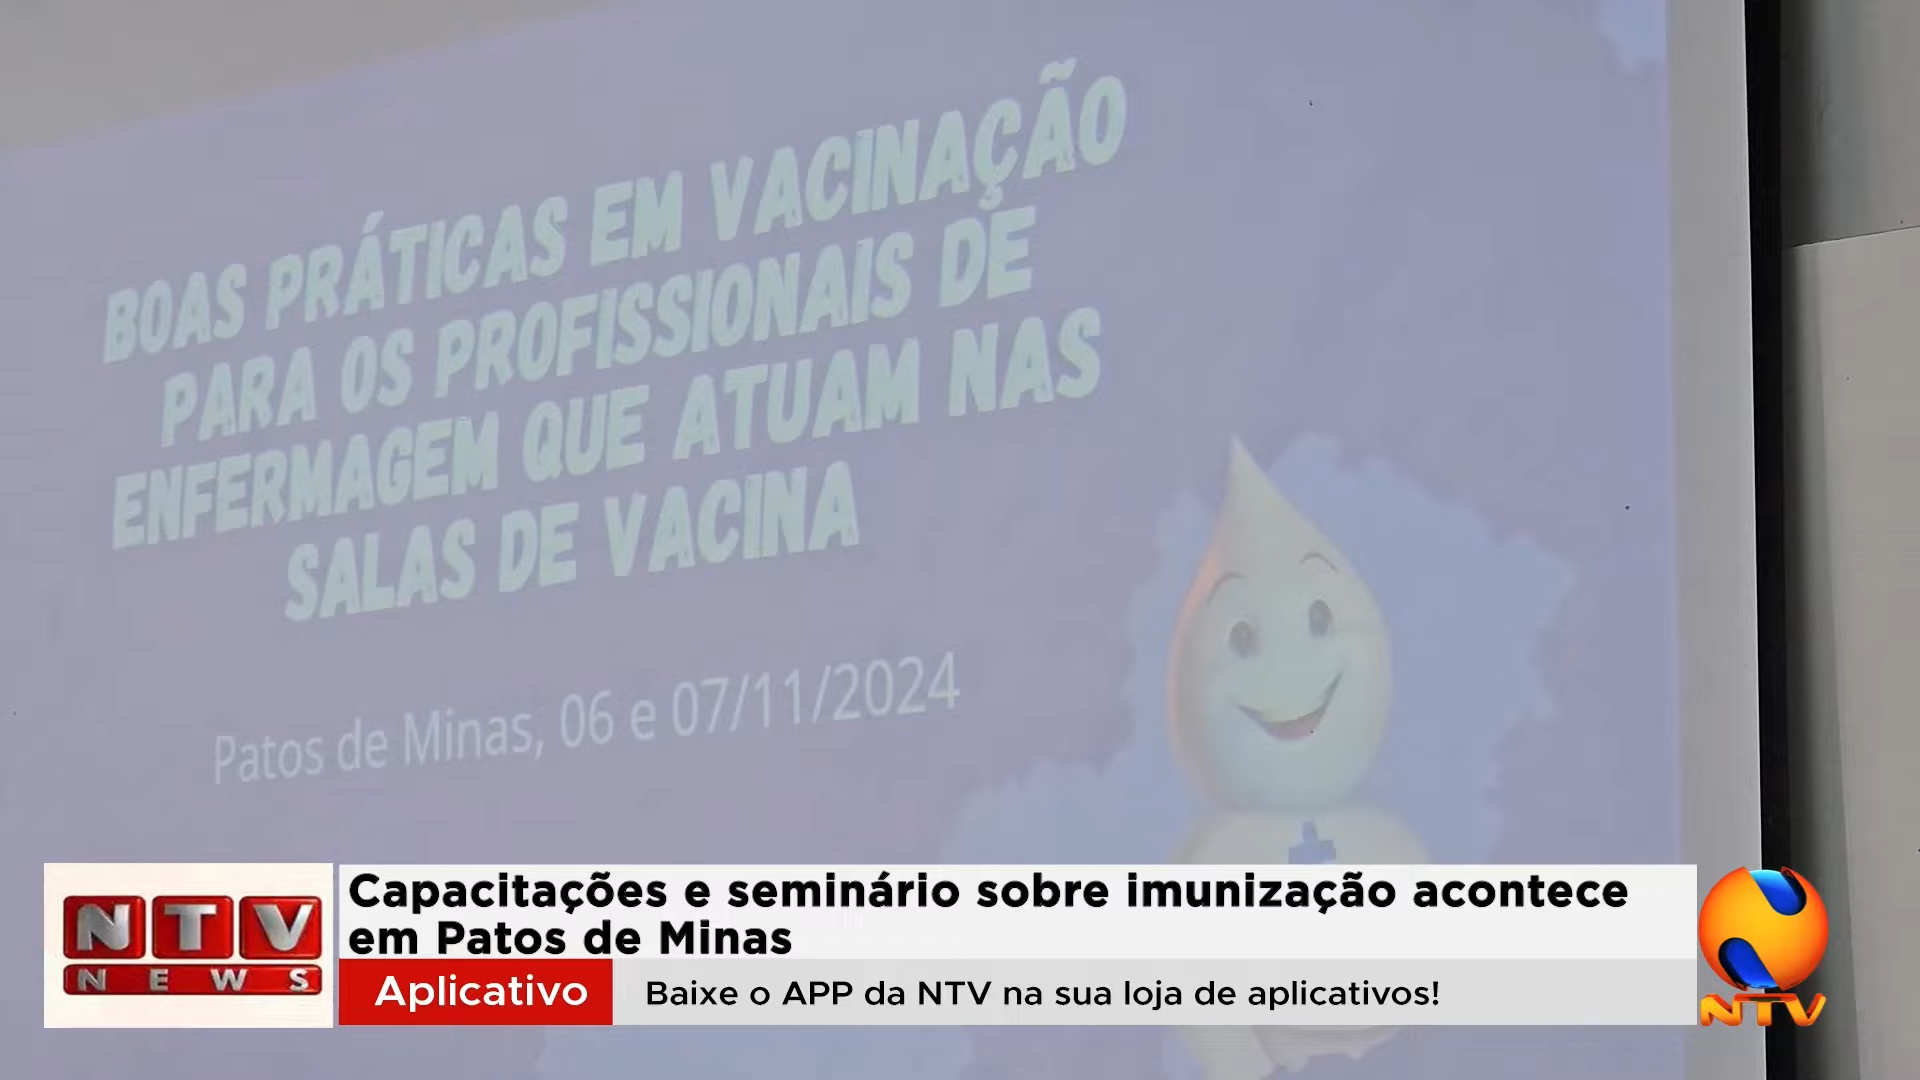 BOAS PRÁTICAS EM VACINAÇÃO
PARA OS PROFISSIONAIS DE
ENFERMAGEM QUE ATUAM NAS
SALAS DE VACINA
Patos de Minas, 06 e 07/11/2024
NTV
NEWS
Capacitações e seminário sobre imunização acontece
em Patos de Minas
Aplicativo
Baixe o APP da NTV na sua loja de aplicativos!
NTV